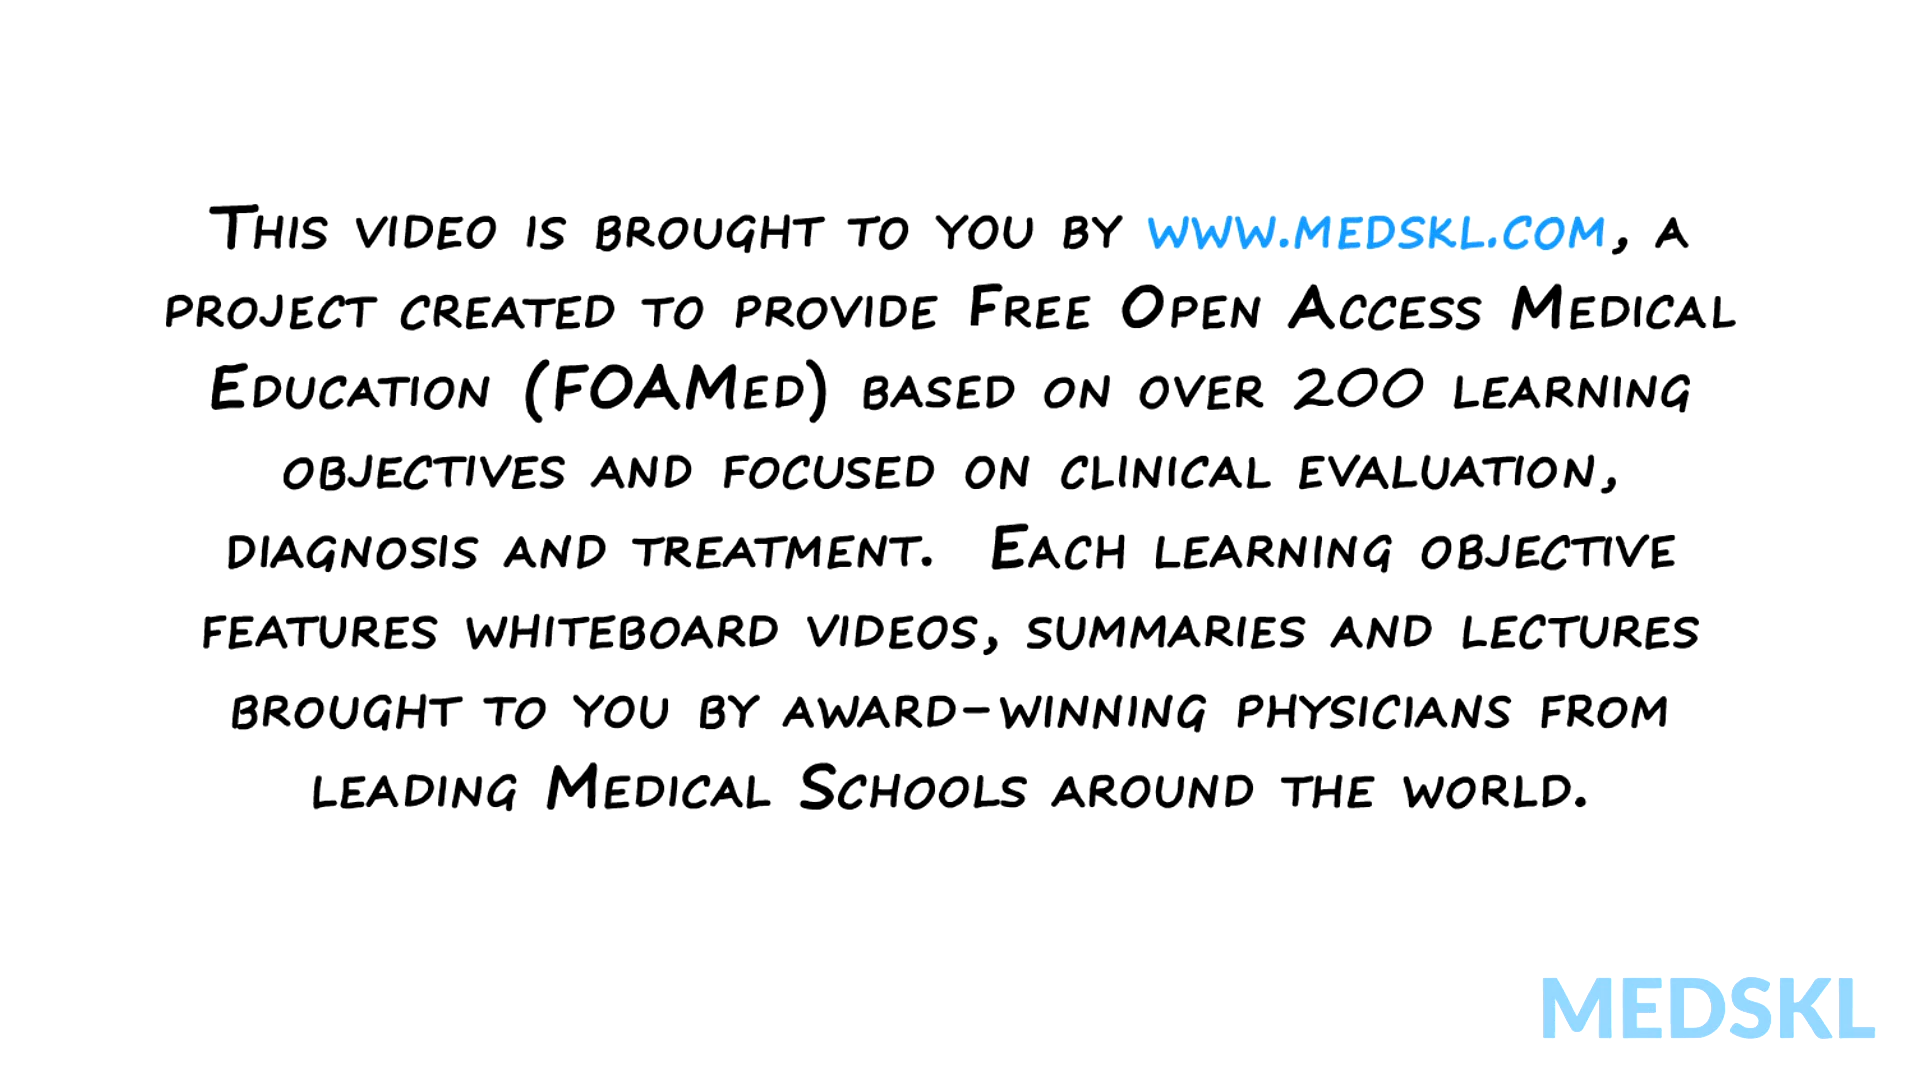 This video is brought to you by www.medskl.com, a
project created to provide Free Open Access Medical
Education (FOAMed) based on over 200 learning
objectives and focused on clinical evaluation,
diagnosis and treatment.  Each learning objective
features whiteboard videos, summaries and lectures
brought to you by award-winning physicians from
leading Medical Schools around the world.
MEDSKL